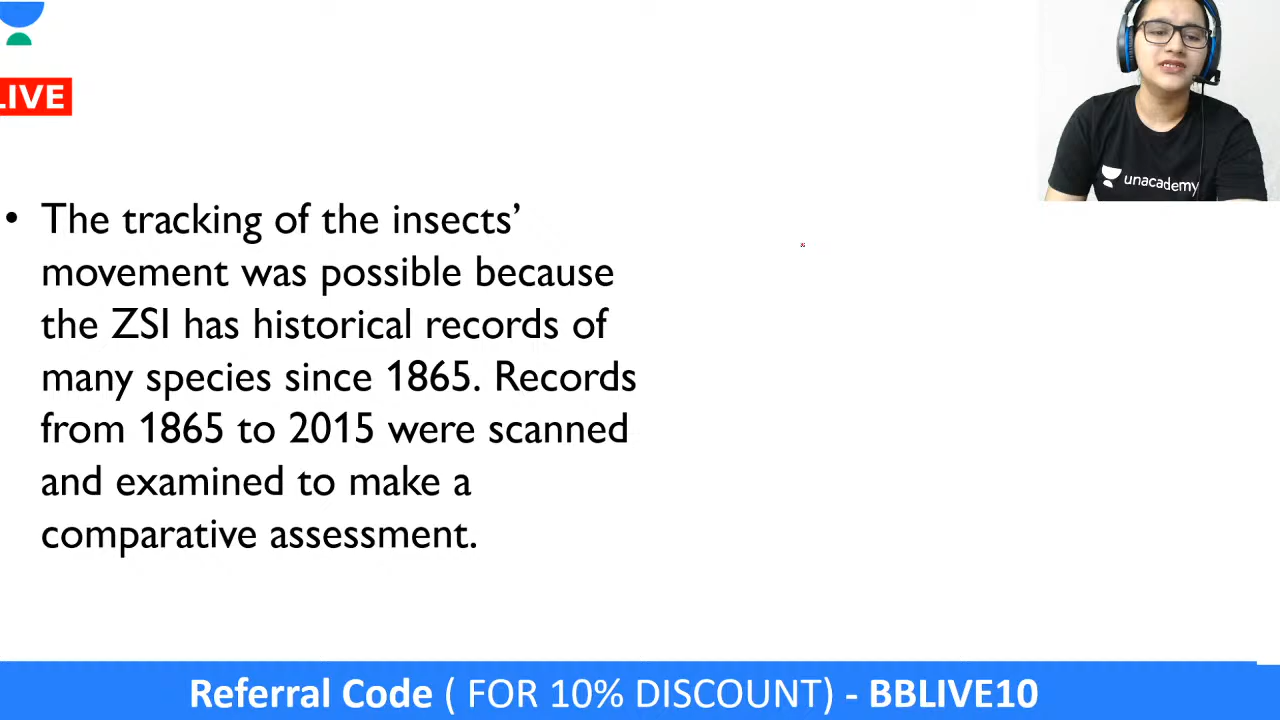 LIVE
unacademy
• The tracking of the insects’
movement was possible because
the ZSI has historical records of
many species since 1865. Records
from 1865 to 2015 were scanned
and examined to make a
comparative assessment.
Referral Code ( FOR 10% DISCOUNT) - BBLIVE10